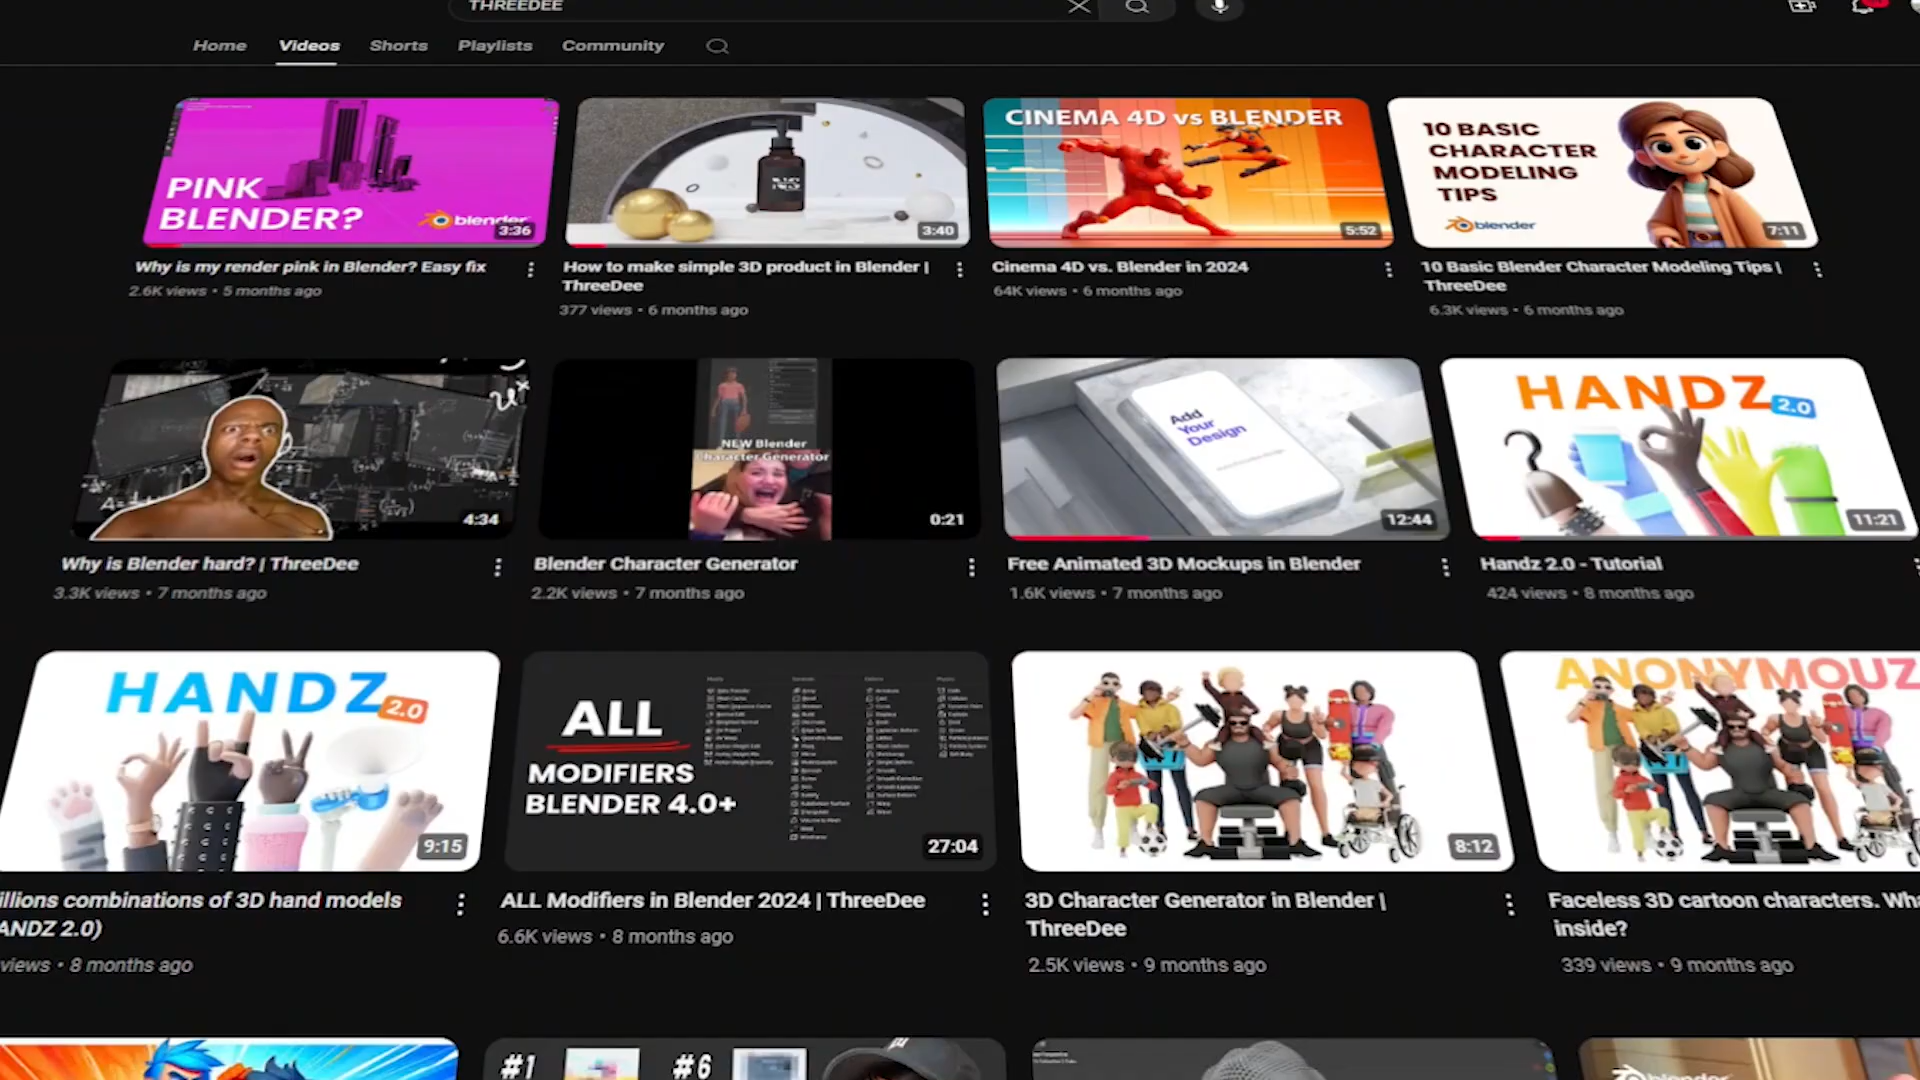 THREEDEE
Home Videos Shorts Playlists Community
PINK
BLENDER?
blender
3:36
3:40
CINEMA 4D vs BLENDER
5:52
10 BASIC
CHARACTER
MODELING
TIPS
blender
7:11
Why is my render pink in Blender? Easy fix
2.6K views • 5 months ago
How to make simple 3D product in Blender |
ThreeDee
377 views • 6 months ago
Cinema 4D vs. Blender in 2024
64K views • 6 months ago
10 Basic Blender Character Modeling Tips |
ThreeDee
6.3K views • 6 months ago
4:34
NEW Blender
Character Generator
0:21
Add
Your
Design
12:44
HANDZ
2.0
11:21
Why is Blender hard? | ThreeDee
3.3K views • 7 months ago
Blender Character Generator
2.2K views • 7 months ago
Free Animated 3D Mockups in Blender
1.6K views • 7 months ago
Handz 2.0 - Tutorial
424 views • 8 months ago
HANDZ
2.0
9:15
ALL
MODIFIERS
BLENDER 4.0+
27:04
8:12
ANONYMOUZ
illions combinations of 3D hand models
ANDZ 2.0)
views • 8 months ago
ALL Modifiers in Blender 2024 | ThreeDee
6.6K views • 8 months ago
3D Character Generator in Blender |
ThreeDee
2.5K views • 9 months ago
Faceless 3D cartoon characters. Wha
inside?
339 views • 9 months ago
#1 #6
blender